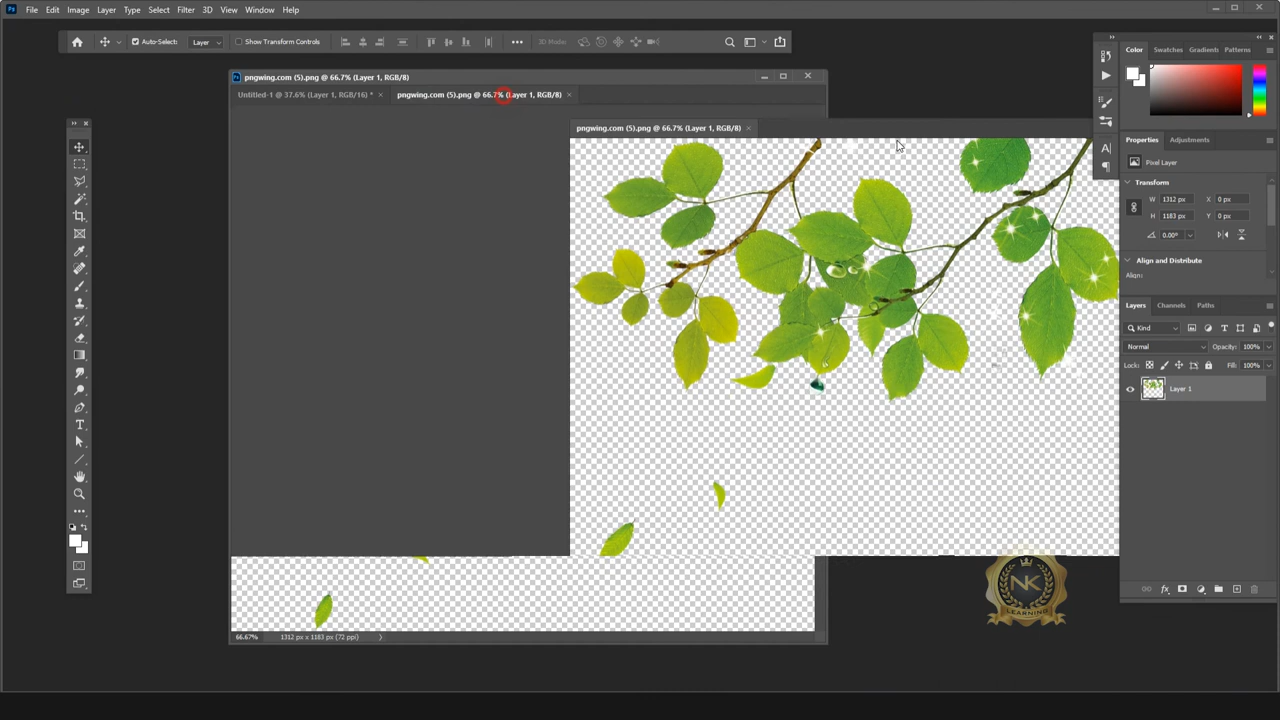 Ps File Edit Image Layer Type Select Filter 3D View Window Help
Auto-Select: Layer Show Transform Controls 3D Mode:
Ps pngwing.com (5).png @ 66.7% (Layer 1, RGB/8)
Untitled-1 @ 37.6% (Layer 1, RGB/16) * × pngwing.com (5).png @ 66.7% (Layer 1, RGB/8) ×
pngwing.com (5).png @ 66.7% (Layer 1, RGB/8) ×
Color Swatches Gradients Patterns
Properties Adjustments
Pixel Layer
Transform
W 1312 px X 0 px
H 1183 px Y 0 px
0.00°
Align and Distribute
Align:
Layers Channels Paths
Kind
Normal Opacity: 100%
Lock: Fill: 100%
Layer 1
NK
LEARNING
66.67% 1312 px x 1183 px (72 ppi)